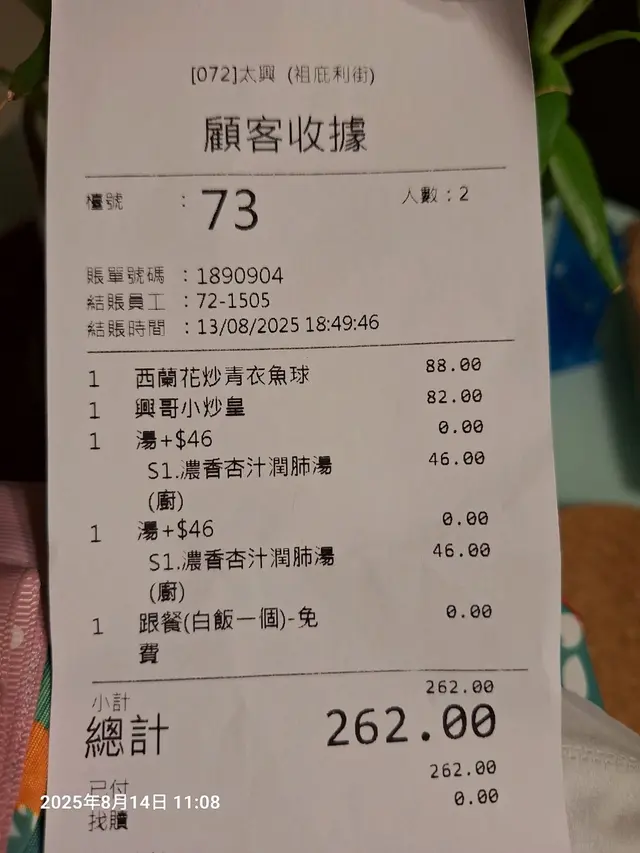 [072]太興 (祖庇利街)
顧客收據
檯號 : 73 人數 : 2
賬單號碼 : 1890904
結賬員工 : 72-1505
結賬時間 : 13/08/2025 18:49:46
1 西蘭花炒青衣魚球 88.00
1 興哥小炒皇 82.00
1 湯+$46 0.00
S1.濃香杏汁潤肺湯 46.00
(廚)
1 湯+$46 0.00
S1.濃香杏汁潤肺湯 46.00
(廚)
1 跟餐(白飯一個)-免 0.00
費
小計 262.00
總計 262.00
已付 262.00
2025年8月14日 11:08
找贖 0.00